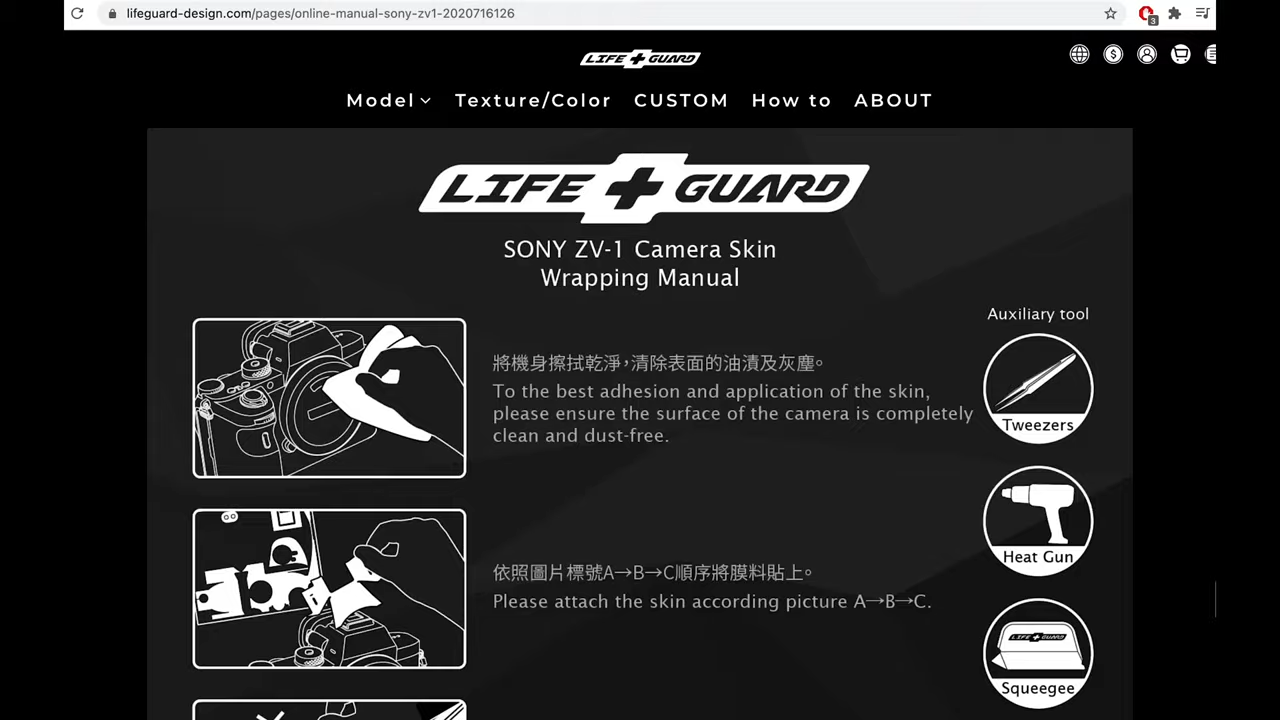 lifeguard-design.com/pages/online-manual-sony-zv1-2020716126
3
LIFE+GUARD
Model Texture/Color CUSTOM How to ABOUT
LIFE+GUARD
SONY ZV-1 Camera Skin
Wrapping Manual
Auxiliary tool
將機身擦拭乾淨,清除表面的油漬及灰塵。
To the best adhesion and application of the skin,
please ensure the surface of the camera is completely
clean and dust-free.
Tweezers
Heat Gun
依照圖片標號A→B→C順序將膜料貼上。
Please attach the skin according picture A→B→C.
LIFE+GUARD
Squeegee